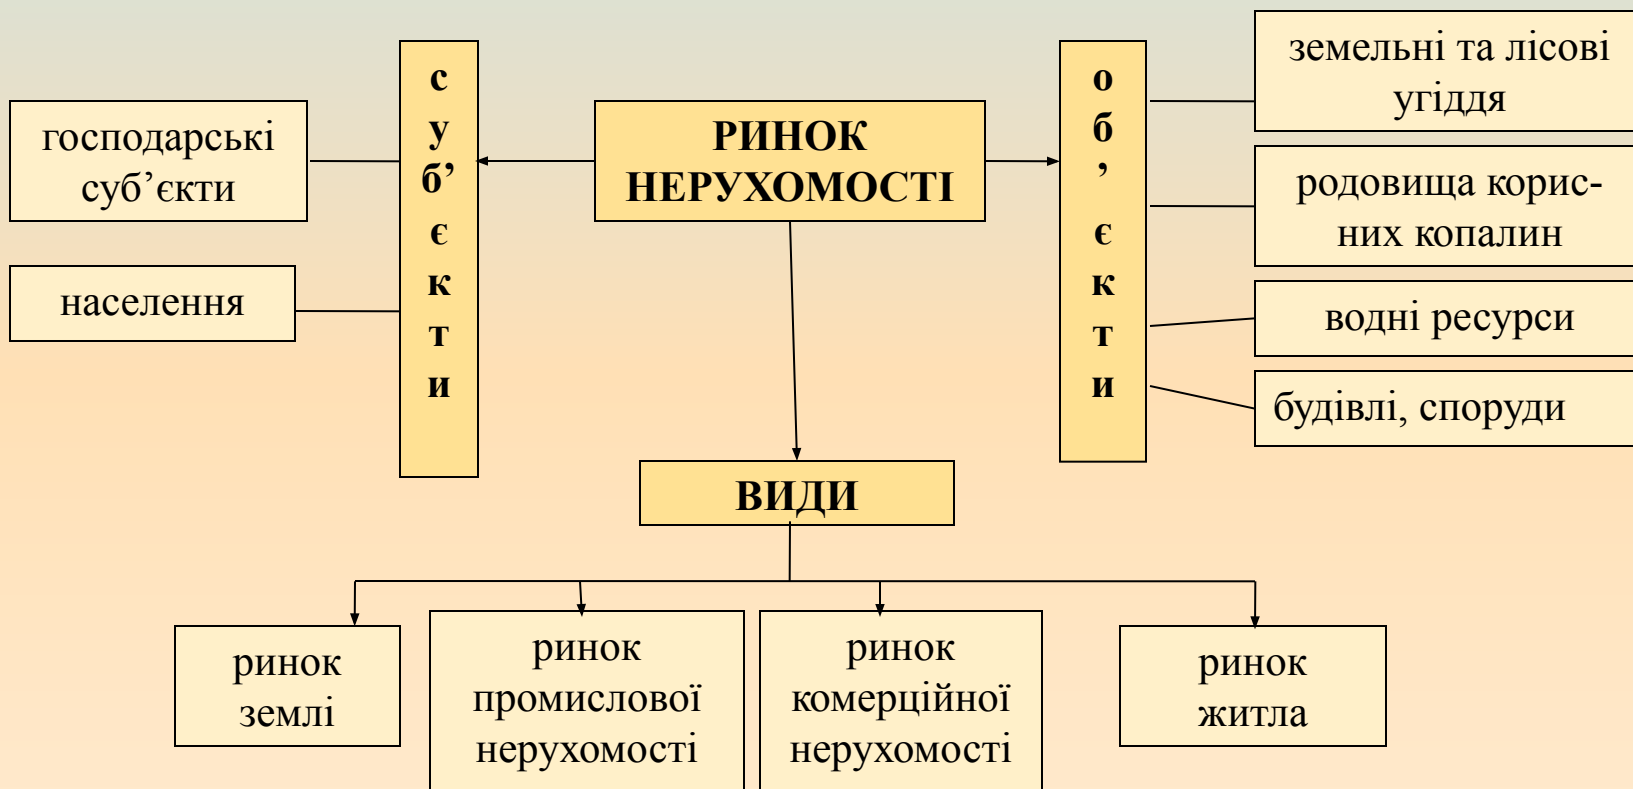 господарські
суб’єкти
населення
с
у
б’
є
к
т
и
РИНОК
НЕРУХОМОСТІ
о
б
’
є
к
т
и
земельні та лісові
угіддя
родовища корис-
них копалин
водні ресурси
будівлі, споруди
ВИДИ
ринок
землі
ринок
промислової
нерухомості
ринок
комерційної
нерухомості
ринок
житла